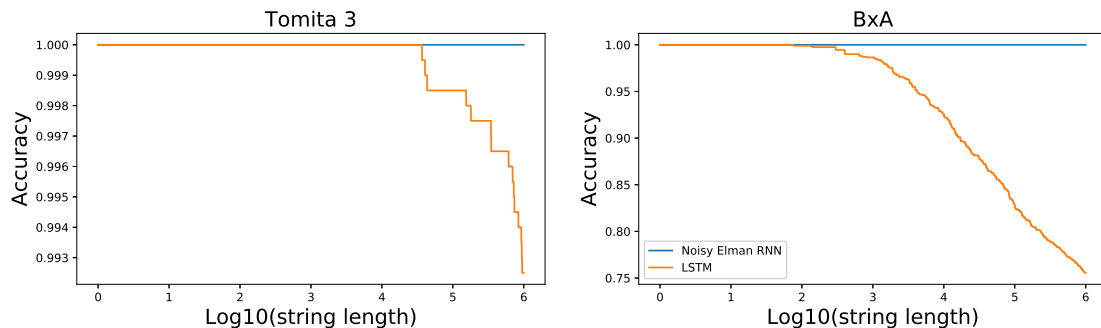 Tomita 3
Accuracy
1.000
0.999
0.998
0.997
0.996
0.995
0.994
0.993
0 1 2 3 4 5 6
Log10(string length)
BxA
Accuracy
1.00
0.95
0.90
0.85
0.80
0.75
Noisy Elman RNN
LSTM
0 1 2 3 4 5 6
Log10(string length)